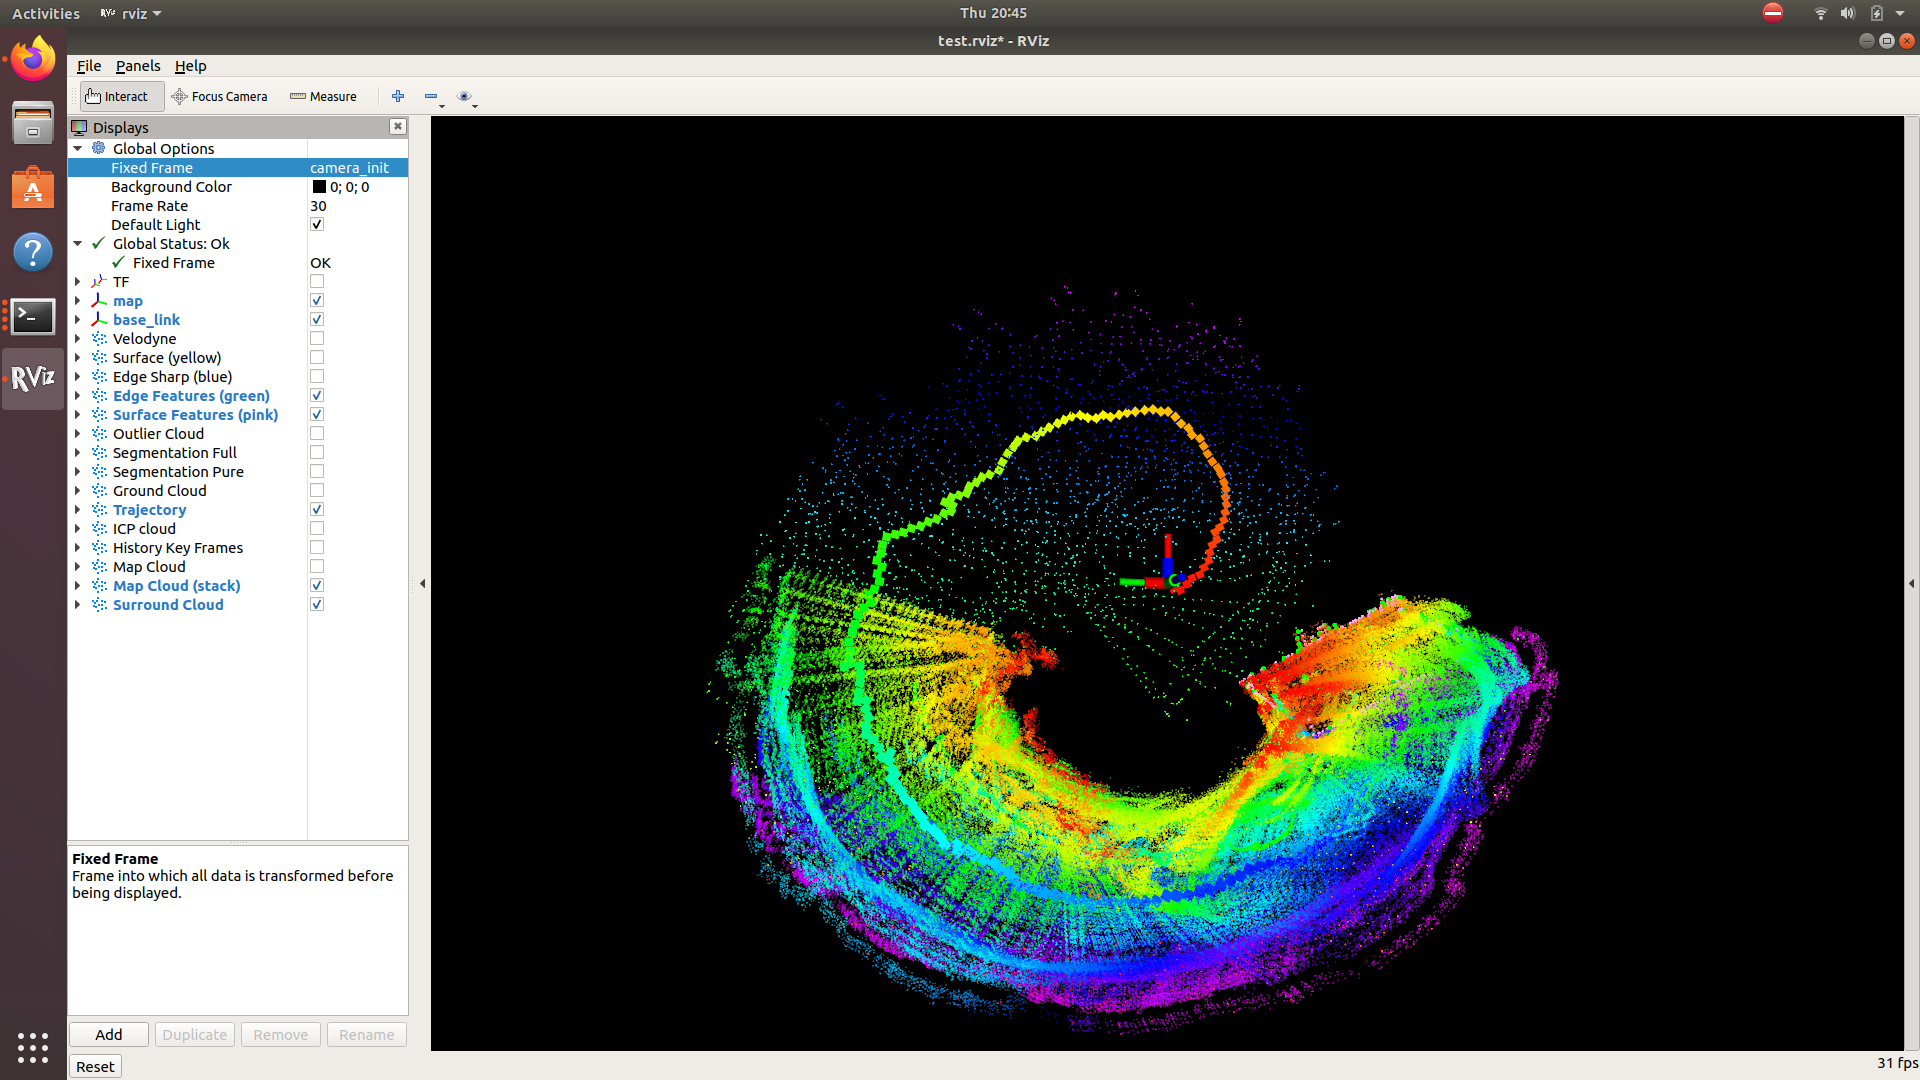 Activities
RViz rviz
Thu 20:45
test.rviz* - RViz
File Panels Help
Interact
Focus Camera
Measure
Displays
Global Options
Fixed Frame camera_init
Background Color 0; 0; 0
Frame Rate 30
Default Light
Global Status: Ok
Fixed Frame OK
TF
map
base_link
Velodyne
Surface (yellow)
Edge Sharp (blue)
Edge Features (green)
Surface Features (pink)
Outlier Cloud
Segmentation Full
Segmentation Pure
Ground Cloud
Trajectory
ICP cloud
History Key Frames
Map Cloud
Map Cloud (stack)
Surround Cloud
RViz
Fixed Frame
Frame into which all data is transformed before
being displayed.
Add Duplicate Remove Rename
Reset
31 fps